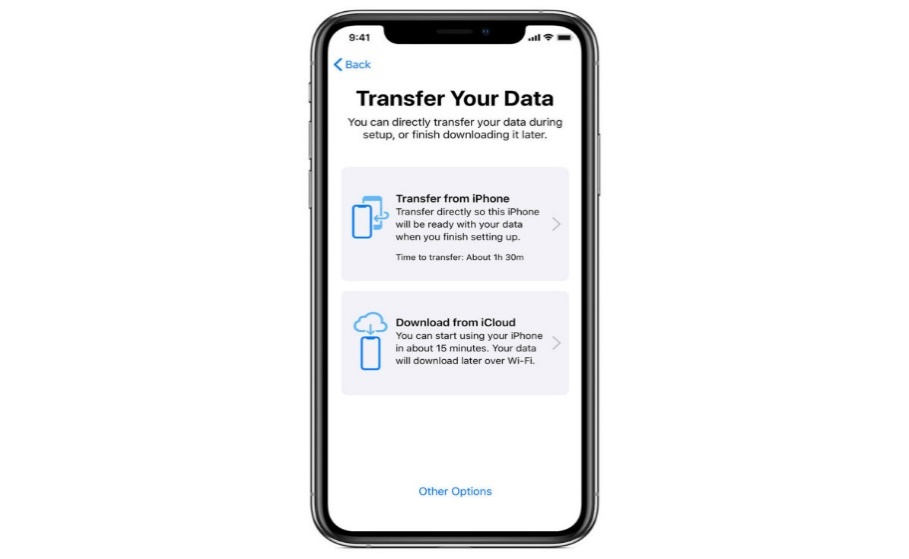 9:41
Back
Transfer Your Data
You can directly transfer your data during
setup, or finish downloading it later.
Transfer from iPhone
Transfer directly so this iPhone
will be ready with your data
when you finish setting up.
Time to transfer: About 1h 30m
Download from iCloud
You can start using your iPhone
in about 15 minutes. Your data
will download later over Wi-Fi.
Other Options